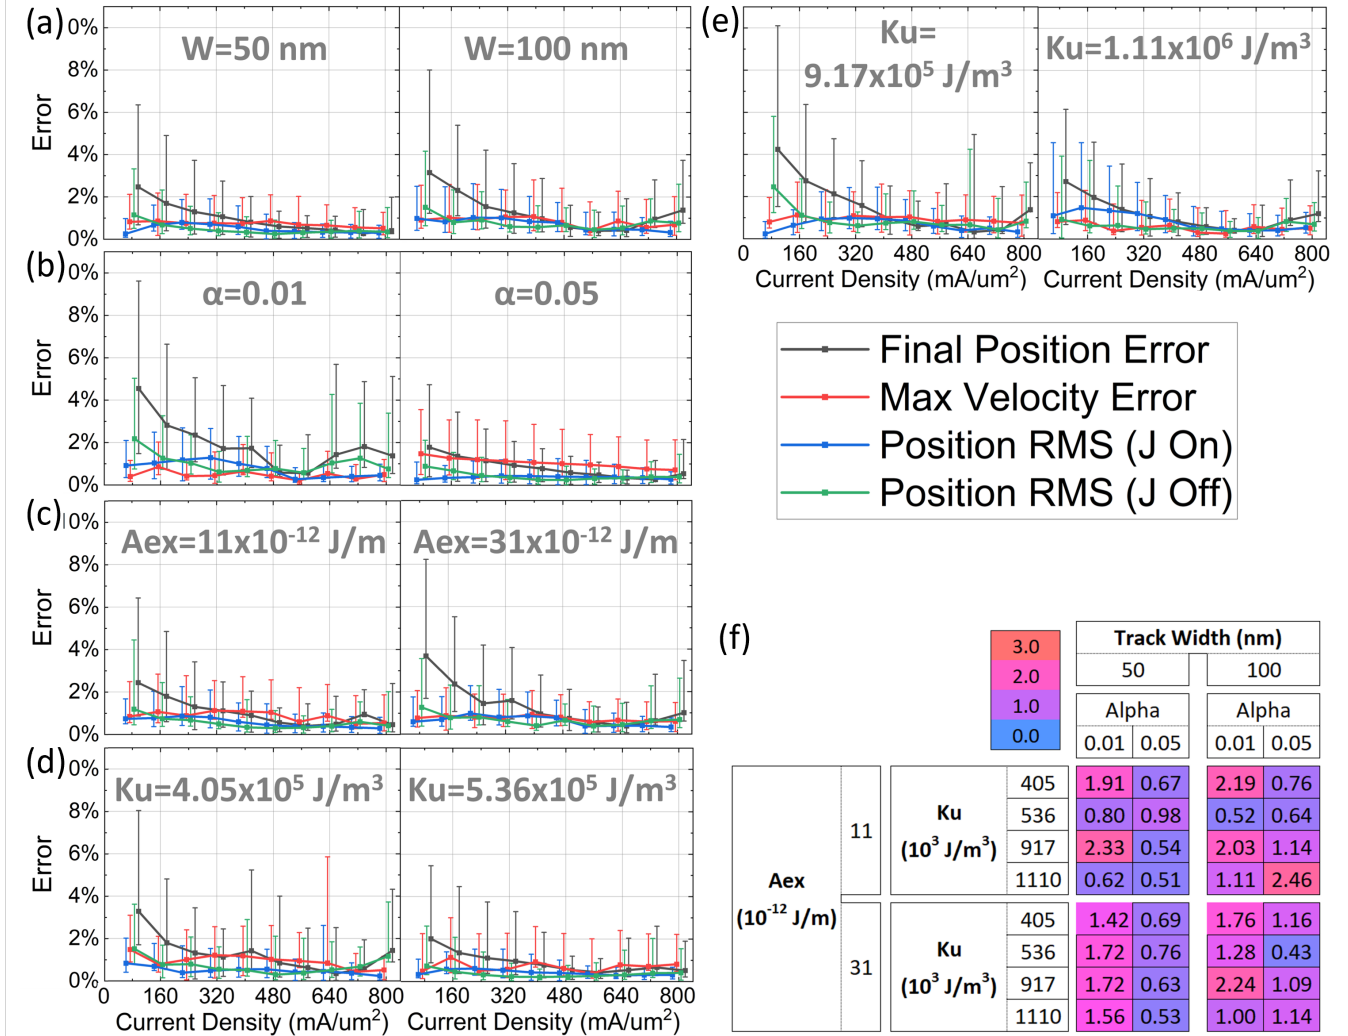 (a)
W=50 nm
W=100 nm
0%
8%
6%
4%
2%
0%
Error
(b)
α=0.01
α=0.05
0%
8%
6%
4%
2%
0%
Error
(c)
10%
8%
6%
4%
2%
0%
Error
Aex=11x10⁻¹² J/m
Aex=31x10⁻¹² J/m
(d)
0%
8%
6%
4%
2%
0%
Error
Ku=4.05x10⁵ J/m³
Ku=5.36x10⁵ J/m³
0 160 320 480 640 800 160 320 480 640 800
Current Density (mA/um²) Current Density (mA/um²)
(e)
Ku=
9.17x10⁵ J/m³
Ku=1.11x10⁶ J/m³
0 160 320 480 640 800 160 320 480 640 800
Current Density (mA/um²) Current Density (mA/um²)
Final Position Error
Max Velocity Error
Position RMS (J On)
Position RMS (J Off)
(f)
3.0
2.0
1.0
0.0
Track Width (nm)
50 100
Alpha Alpha
0.01 0.05 0.01 0.05
Aex
(10⁻¹² J/m)
11
Ku
(10³ J/m³)
405 1.91 0.67 2.19 0.76
536 0.80 0.98 0.52 0.64
917 2.33 0.54 2.03 1.14
1110 0.62 0.51 1.11 2.46
31
Ku
(10³ J/m³)
405 1.42 0.69 1.76 1.16
536 1.72 0.76 1.28 0.43
917 1.72 0.63 2.24 1.09
1110 1.56 0.53 1.00 1.14